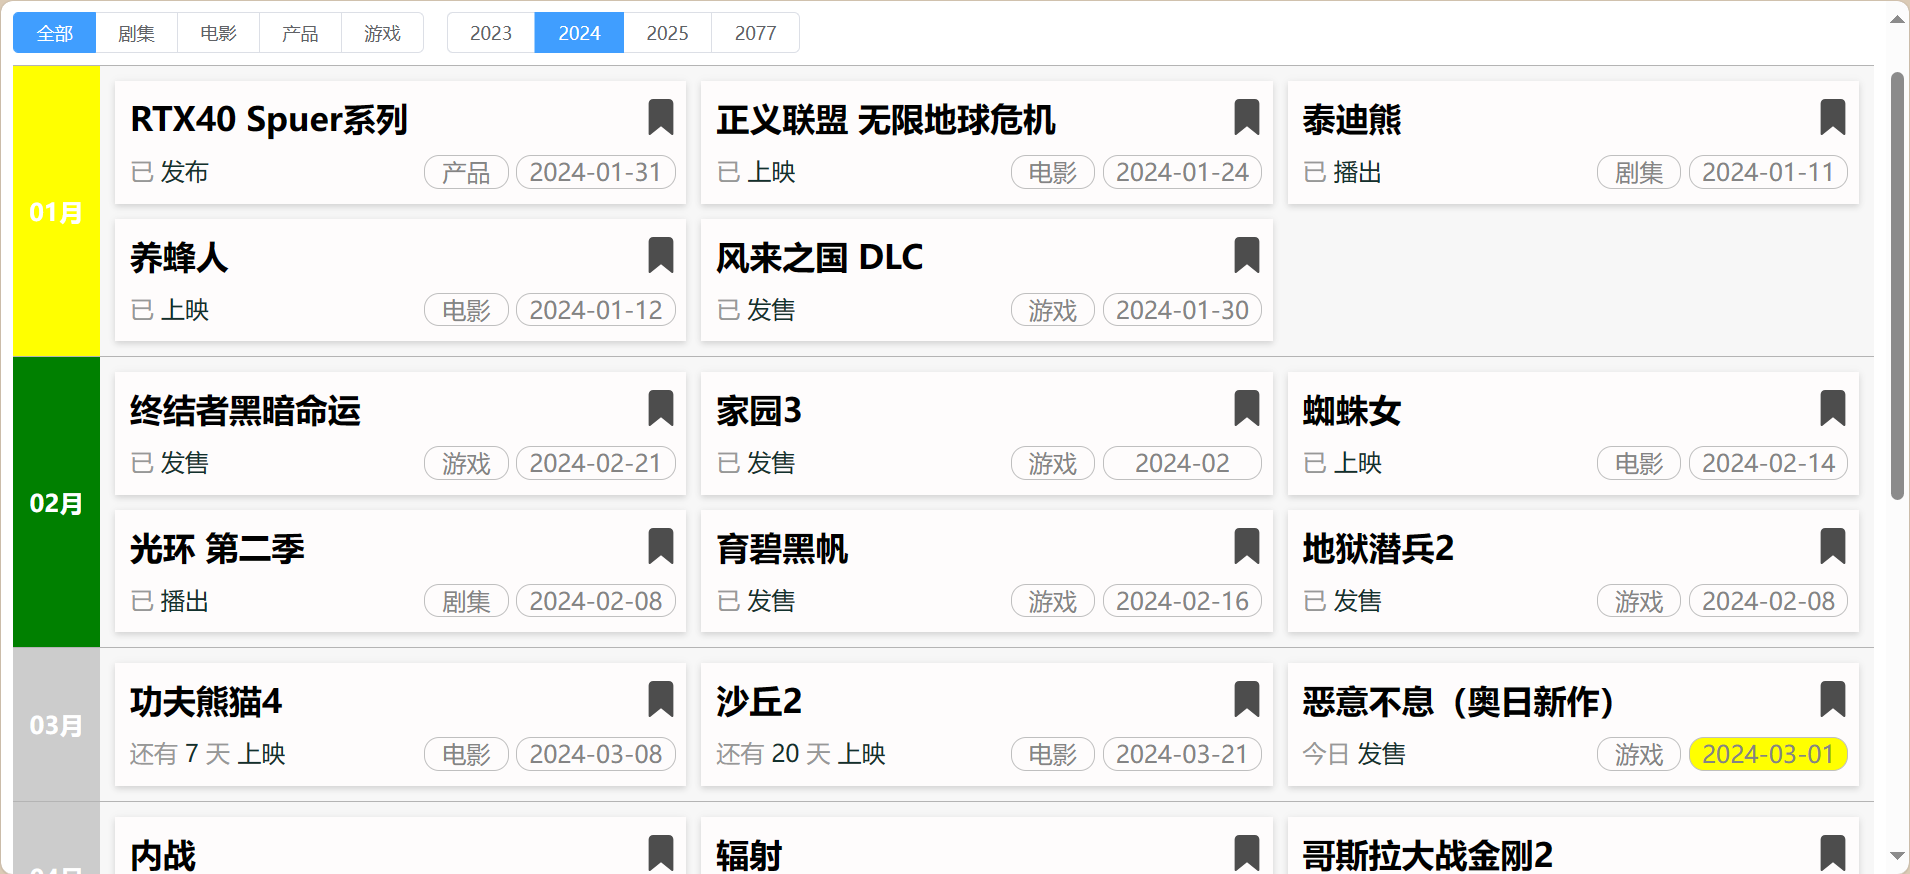 全部 剧集 电影 产品 游戏 2023 2024 2025 2077
01月
RTX40 Spuer系列
已 发布 产品 2024-01-31
正义联盟 无限地球危机
已 上映 电影 2024-01-24
泰迪熊
已 播出 剧集 2024-01-11
养蜂人
已 上映 电影 2024-01-12
风来之国 DLC
已 发售 游戏 2024-01-30
02月
终结者黑暗命运
已 发售 游戏 2024-02-21
家园3
已 发售 游戏 2024-02
蜘蛛女
已 上映 电影 2024-02-14
光环 第二季
已 播出 剧集 2024-02-08
育碧黑帆
已 发售 游戏 2024-02-16
地狱潜兵2
已 发售 游戏 2024-02-08
03月
功夫熊猫4
还有 7 天 上映 电影 2024-03-08
沙丘2
还有 20 天 上映 电影 2024-03-21
恶意不息（奥日新作）
今日 发售 游戏 2024-03-01
04月
内战
辐射
哥斯拉大战金刚2